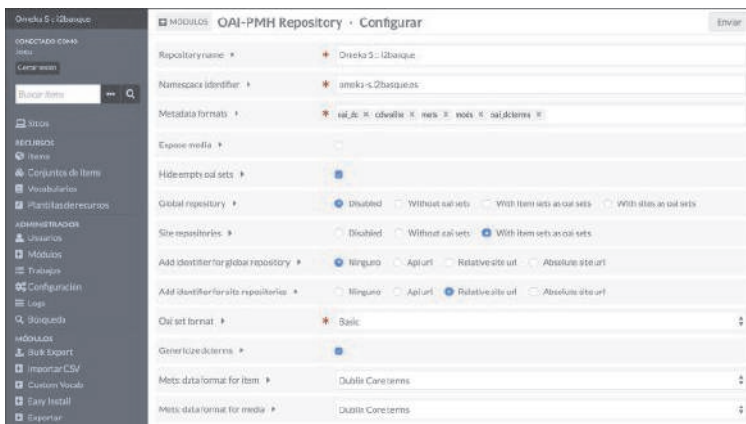 Omeka S :: i2basque
CONECTADO COMO
Cerrar sesión
Buscar ítems
Sitios
RECURSOS
Ítems
Conjuntos de ítems
Vocabularios
Plantillas de recursos
ADMINISTRADOR
Usuarios
Módulos
Trabajos
Configuración
Logs
Búsqueda
MÓDULOS
Bulk Export
Importar CSV
Custom Vocab
Easy Install
Exportar
MÓDULOS OAI-PMH Repository · Configurar Enviar
Repository name * Omeka S :: i2basque
Namespace identifier * omeka-s.i2basque.es
Metadata formats * oai_dc × cdwalite × mets × mods × oai_dcterms ×
Expose media
Hide empty oai sets
Global repository Disabled Without oai sets With item sets as oai sets With sites as oai sets
Site repositories Disabled Without oai sets With item sets as oai sets
Add identifier for global repository Ninguno Api url Relative site url Absolute site url
Add identifier for site repositories Ninguno Api url Relative site url Absolute site url
Oai set format * Basic
Genericize dcterms
Mets: data format for item Dublin Core terms
Mets: data format for media Dublin Core terms